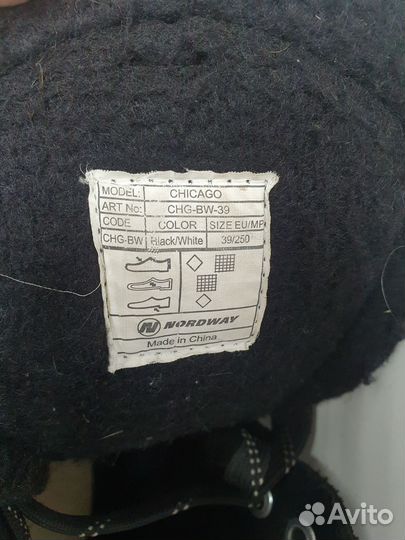 MODEL: CHICAGO
ART No: CHG-BW-39
CODE COLOR SIZE EU/MP
CHG-BW Black/White 39/250
N NORDWAY
Made in China
Avito